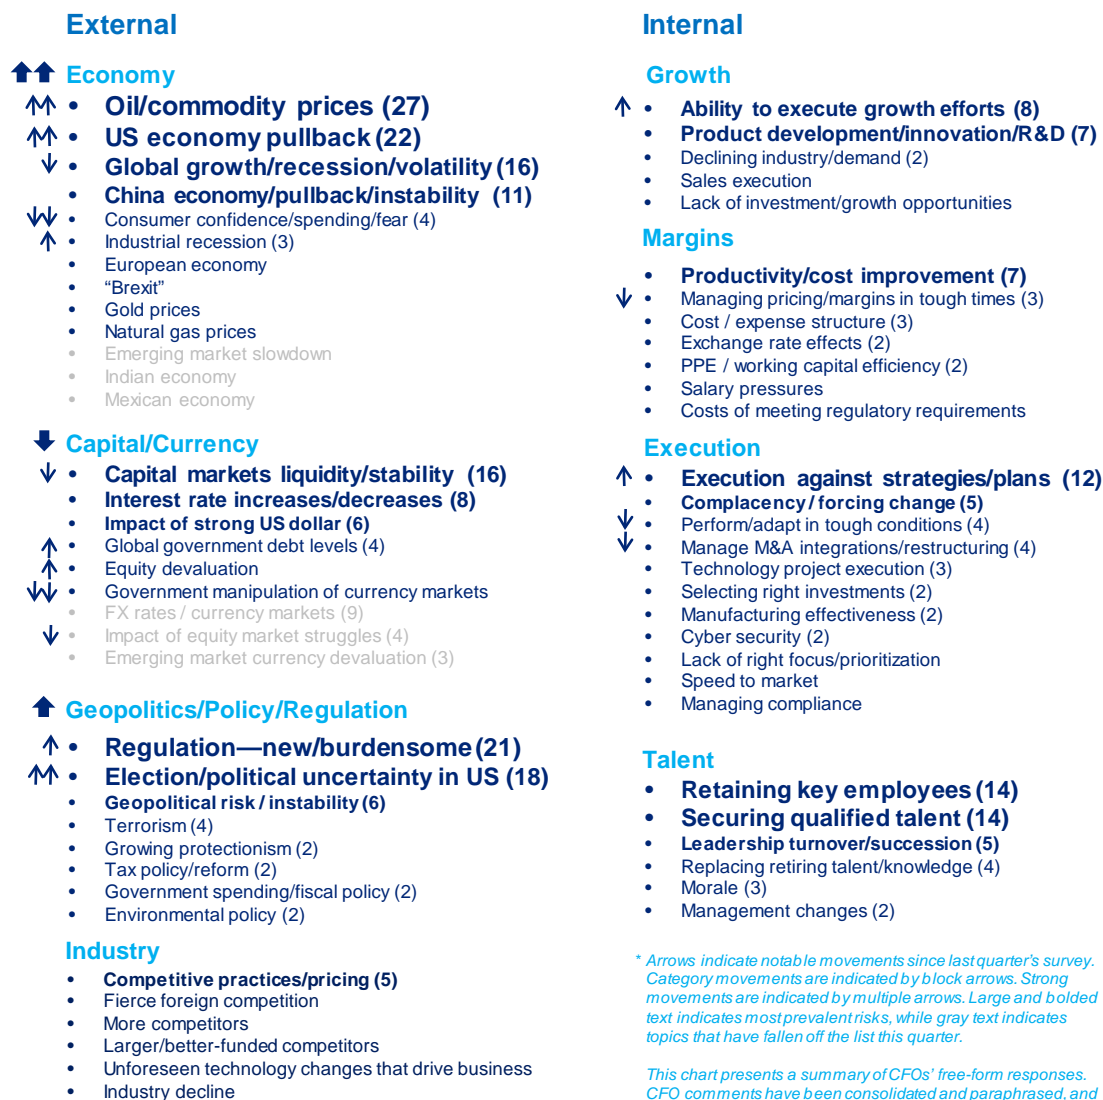 External
Economy
• Oil/commodity prices (27)
• US economy pullback (22)
• Global growth/recession/volatility (16)
• China economy/pullback/instability (11)
• Consumer confidence/spending/fear (4)
• Industrial recession (3)
• European economy
• “Brexit”
• Gold prices
• Natural gas prices
• Emerging market slowdown
• Indian economy
• Mexican economy
Capital/Currency
• Capital markets liquidity/stability (16)
• Interest rate increases/decreases (8)
• Impact of strong US dollar (6)
• Global government debt levels (4)
• Equity devaluation
• Government manipulation of currency markets
• FX rates / currency markets (9)
• Impact of equity market struggles (4)
• Emerging market currency devaluation (3)
Geopolitics/Policy/Regulation
• Regulation—new/burdensome (21)
• Election/political uncertainty in US (18)
• Geopolitical risk / instability (6)
• Terrorism (4)
• Growing protectionism (2)
• Tax policy/reform (2)
• Government spending/fiscal policy (2)
• Environmental policy (2)
Industry
• Competitive practices/pricing (5)
• Fierce foreign competition
• More competitors
• Larger/better-funded competitors
• Unforeseen technology changes that drive business
• Industry decline
Internal
Growth
• Ability to execute growth efforts (8)
• Product development/innovation/R&D (7)
• Declining industry/demand (2)
• Sales execution
• Lack of investment/growth opportunities
Margins
• Productivity/cost improvement (7)
• Managing pricing/margins in tough times (3)
• Cost / expense structure (3)
• Exchange rate effects (2)
• PPE / working capital efficiency (2)
• Salary pressures
• Costs of meeting regulatory requirements
Execution
• Execution against strategies/plans (12)
• Complacency / forcing change (5)
• Perform/adapt in tough conditions (4)
• Manage M&A integrations/restructuring (4)
• Technology project execution (3)
• Selecting right investments (2)
• Manufacturing effectiveness (2)
• Cyber security (2)
• Lack of right focus/prioritization
• Speed to market
• Managing compliance
Talent
• Retaining key employees (14)
• Securing qualified talent (14)
• Leadership turnover/succession (5)
• Replacing retiring talent/knowledge (4)
• Morale (3)
• Management changes (2)
* Arrows indicate notable movements since last quarter’s survey.
Category movements are indicated by block arrows. Strong
movements are indicated by multiple arrows. Large and bolded
text indicates most prevalent risks, while gray text indicates
topics that have fallen off the list this quarter.
This chart presents a summary of CFOs’ free-form responses.
CFO comments have been consolidated and paraphrased, and